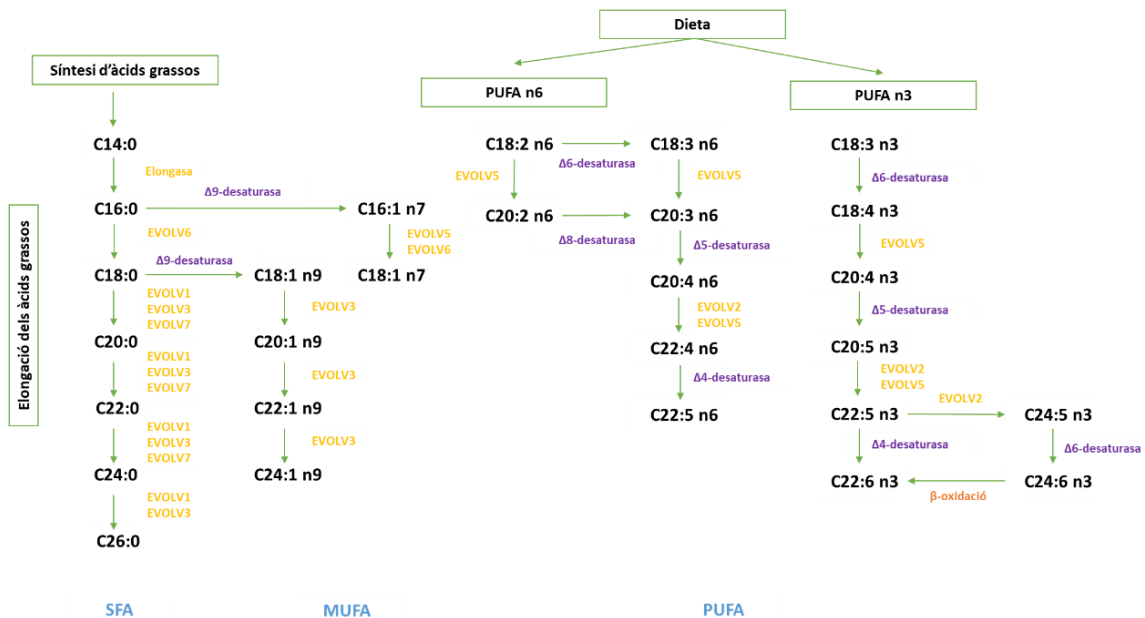 Dieta
Síntesi d'àcids grassos
PUFA n6
PUFA n3
Elongació dels àcids grassos
C14:0
Elongasa
C16:0
Δ9-desaturasa
C16:1 n7
EVOLV6
EVOLV5
EVOLV6
C18:0
Δ9-desaturasa
C18:1 n9
C18:1 n7
EVOLV1
EVOLV3
EVOLV7
EVOLV3
C20:0
C20:1 n9
EVOLV1
EVOLV3
EVOLV7
EVOLV3
C22:0
C22:1 n9
EVOLV1
EVOLV3
EVOLV7
EVOLV3
C24:0
C24:1 n9
EVOLV1
EVOLV3
C26:0
C18:2 n6
Δ6-desaturasa
C18:3 n6
EVOLV5
EVOLV5
C20:2 n6
Δ8-desaturasa
C20:3 n6
Δ5-desaturasa
C20:4 n6
EVOLV2
EVOLV5
C22:4 n6
Δ4-desaturasa
C22:5 n6
C18:3 n3
Δ6-desaturasa
C18:4 n3
EVOLV5
C20:4 n3
Δ5-desaturasa
C20:5 n3
EVOLV2
EVOLV5
C22:5 n3
EVOLV2
C24:5 n3
Δ4-desaturasa
Δ6-desaturasa
C22:6 n3
β-oxidació
C24:6 n3
SFA
MUFA
PUFA